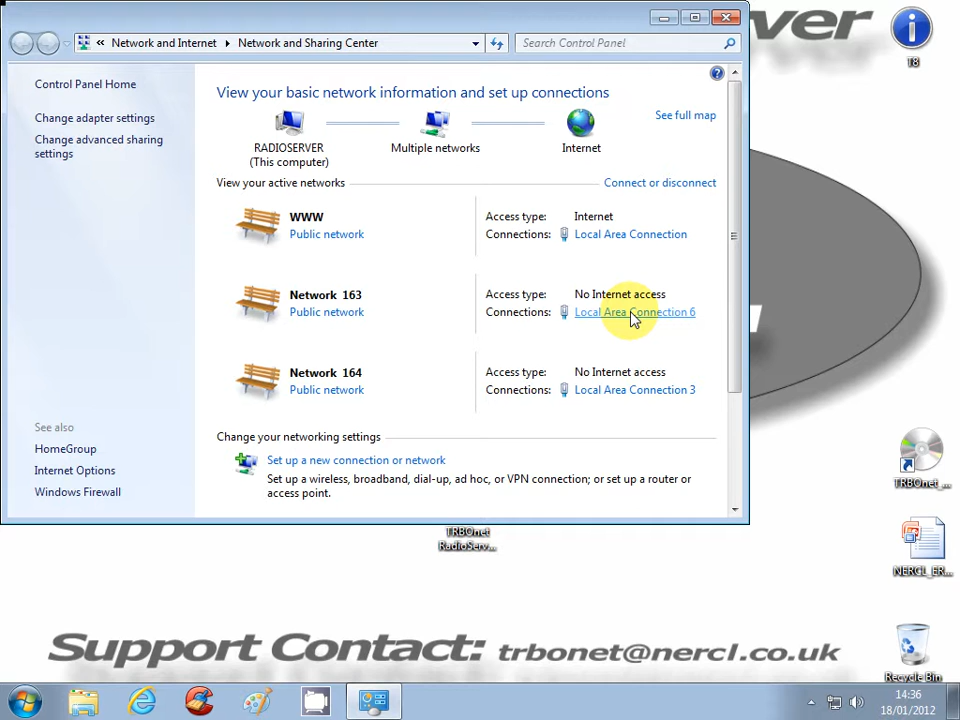 erver
T8
« Network and Internet Network and Sharing Center
Search Control Panel
Control Panel Home
Change adapter settings
Change advanced sharing
settings
See also
HomeGroup
Internet Options
Windows Firewall
View your basic network information and set up connections
See full map
RADIOSERVER
(This computer)
Multiple networks
Internet
View your active networks
Connect or disconnect
WWW
Public network
Access type: Internet
Connections: Local Area Connection
Network 163
Public network
Access type: No Internet access
Connections: Local Area Connection 6
Network 164
Public network
Access type: No Internet access
Connections: Local Area Connection 3
Change your networking settings
Set up a new connection or network
Set up a wireless, broadband, dial-up, ad hoc, or VPN connection; or set up a router or
access point.
TRBOnet
RadioServ...
TRBOnet_...
NERCL_ER...
Recycle Bin
Support Contact: trbonet@nercl.co.uk
14:36
18/01/2012